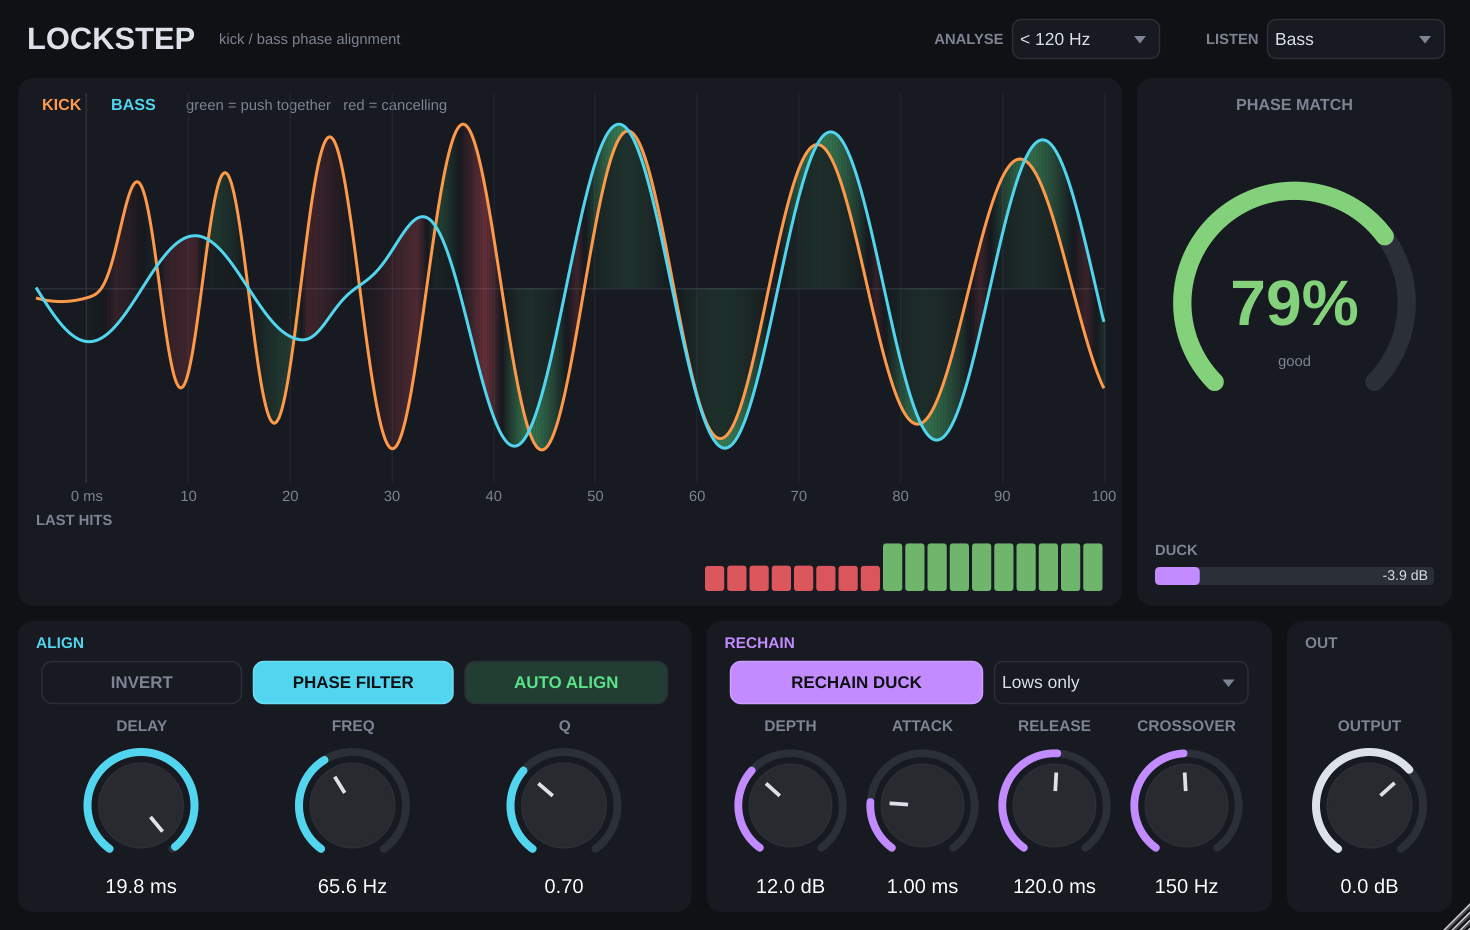 LOCKSTEP kick / bass phase alignment ANALYSE < 120 Hz LISTEN Bass
KICK BASS green = push together red = cancelling
0 ms 10 20 30 40 50 60 70 80 90 100
LAST HITS
PHASE MATCH
79%
good
DUCK
-3.9 dB
ALIGN
INVERT PHASE FILTER AUTO ALIGN
DELAY FREQ Q
19.8 ms 65.6 Hz 0.70
RECHAIN
RECHAIN DUCK Lows only
DEPTH ATTACK RELEASE CROSSOVER
12.0 dB 1.00 ms 120.0 ms 150 Hz
OUT
OUTPUT
0.0 dB